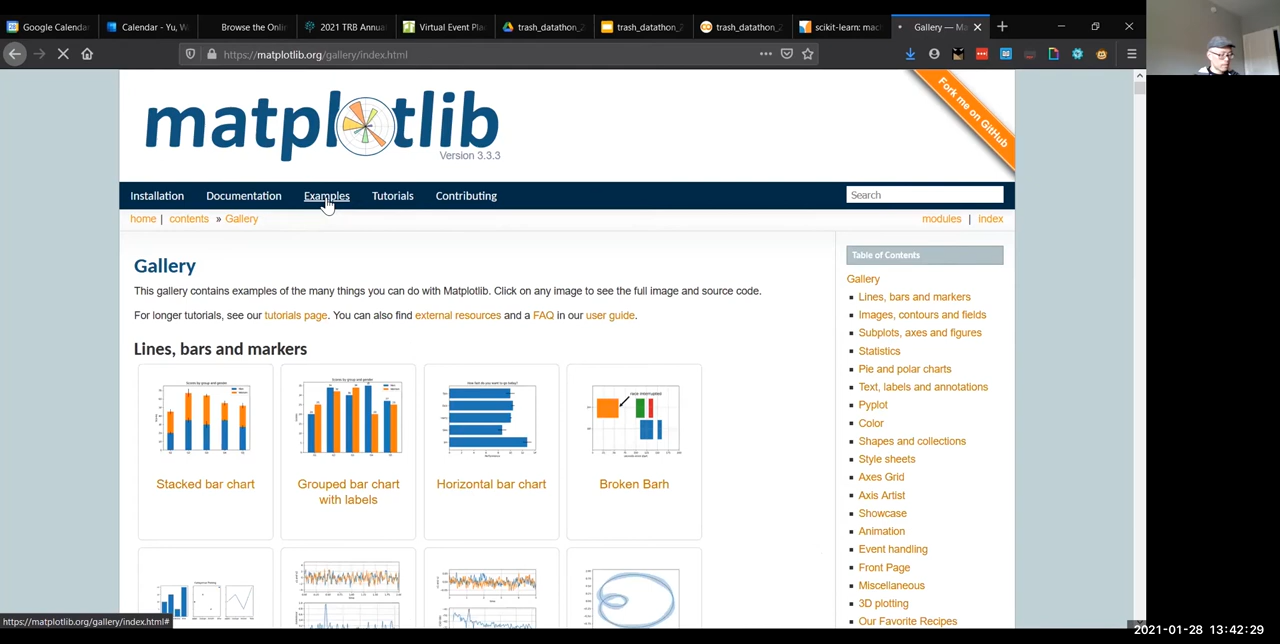 Google Calendar
Calendar - Yu, W
Browse the Onli
2021 TRB Annua
Virtual Event Pla
trash_datathon_
trash_datathon_
trash_datathon_
scikit-learn: mac
Gallery — Ma
https://matplotlib.org/gallery/index.html
matplotlib
Version 3.3.3
Fork me on GitHub
Installation
Documentation
Examples
Tutorials
Contributing
Search
home | contents » Gallery
modules | index
Gallery
This gallery contains examples of the many things you can do with Matplotlib. Click on any image to see the full image and source code.
For longer tutorials, see our tutorials page. You can also find external resources and a FAQ in our user guide.
Lines, bars and markers
Stacked bar chart
Grouped bar chart
with labels
Horizontal bar chart
Broken Barh
Table of Contents
Gallery
Lines, bars and markers
Images, contours and fields
Subplots, axes and figures
Statistics
Pie and polar charts
Text, labels and annotations
Pyplot
Color
Shapes and collections
Style sheets
Axes Grid
Axis Artist
Showcase
Animation
Event handling
Front Page
Miscellaneous
3D plotting
Our Favorite Recipes
https://matplotlib.org/gallery/index.html#
2021-01-28 13:42:29